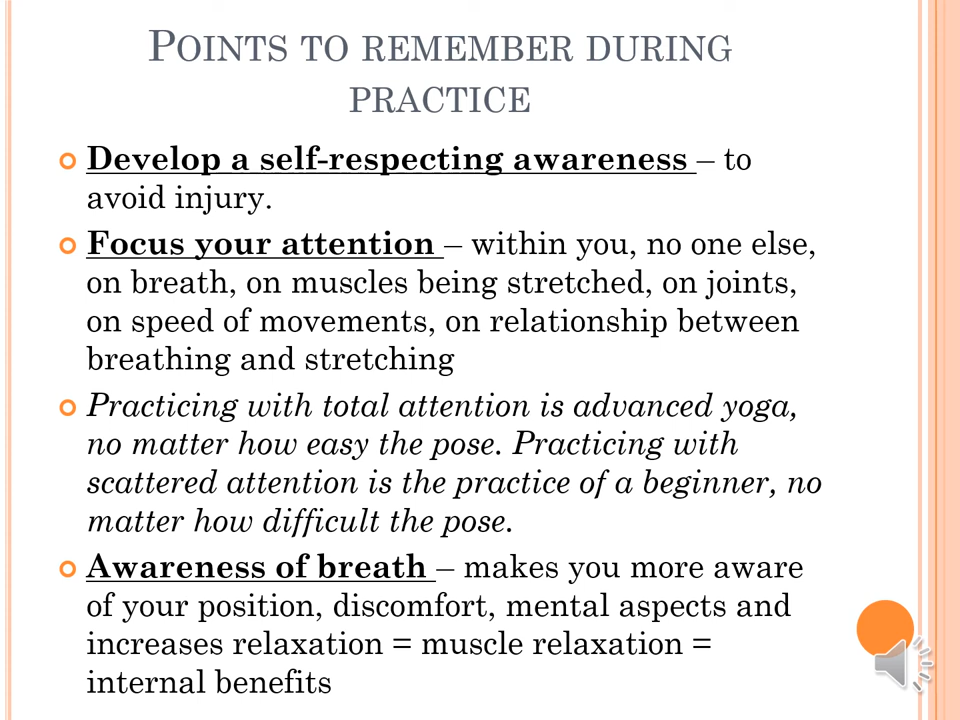 POINTS TO REMEMBER DURING
PRACTICE
Develop a self-respecting awareness – to
avoid injury.
Focus your attention – within you, no one else,
on breath, on muscles being stretched, on joints,
on speed of movements, on relationship between
breathing and stretching
Practicing with total attention is advanced yoga,
no matter how easy the pose. Practicing with
scattered attention is the practice of a beginner, no
matter how difficult the pose.
Awareness of breath – makes you more aware
of your position, discomfort, mental aspects and
increases relaxation = muscle relaxation =
internal benefits